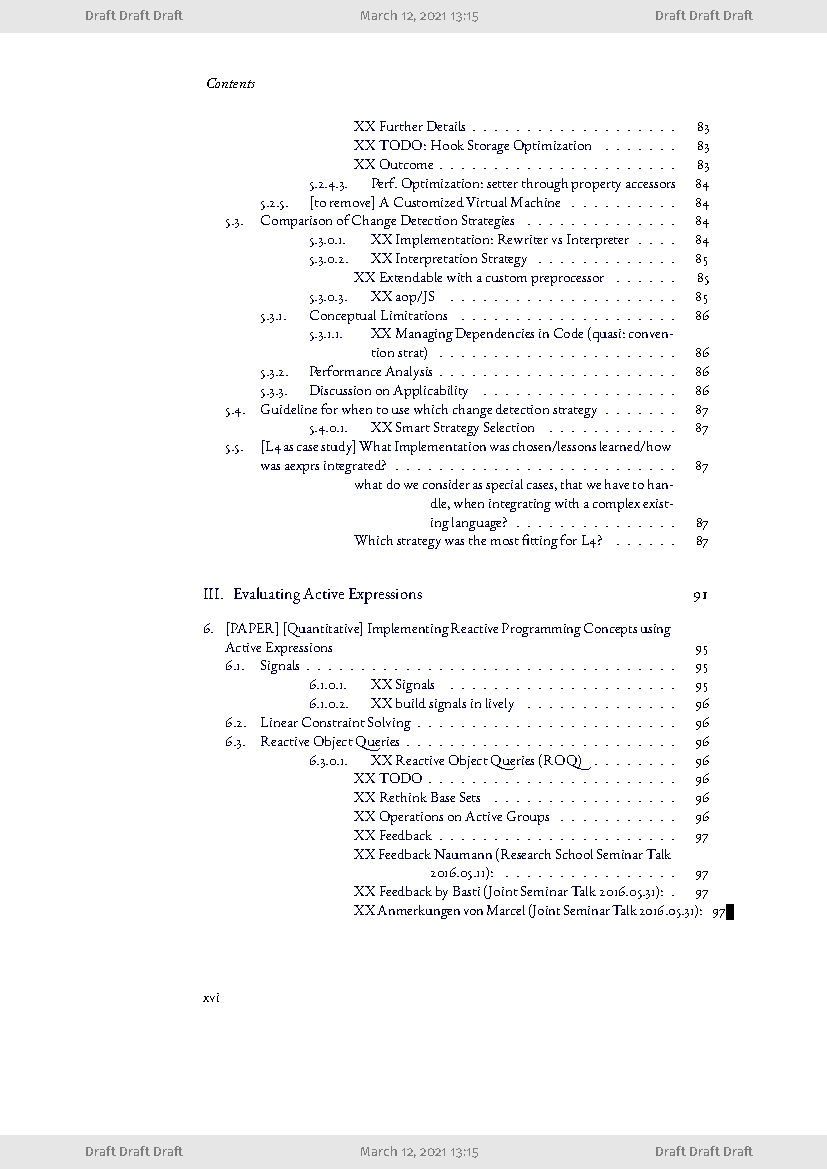 Draft Draft Draft March 12, 2021 13:15 Draft Draft Draft
Contents
XX Further Details . . . . . . . . . . . . . . . . . . . 83
XX TODO: Hook Storage Optimization . . . . . . . 83
XX Outcome . . . . . . . . . . . . . . . . . . . . . . 83
5.2.4.3. Perf. Optimization: setter through property accessors 84
5.2.5. [to remove] A Customized Virtual Machine . . . . . . . . . . 84
5.3. Comparison of Change Detection Strategies . . . . . . . . . . . . . . 84
5.3.0.1. XX Implementation: Rewriter vs Interpreter . . . . 84
5.3.0.2. XX Interpretation Strategy . . . . . . . . . . . . . 85
XX Extendable with a custom preprocessor . . . . . . 85
5.3.0.3. XX aop/JS . . . . . . . . . . . . . . . . . . . . . 85
5.3.1. Conceptual Limitations . . . . . . . . . . . . . . . . . . . . 86
5.3.1.1. XX Managing Dependencies in Code (quasi: conven-
tion strat) . . . . . . . . . . . . . . . . . . . . . . 86
5.3.2. Performance Analysis . . . . . . . . . . . . . . . . . . . . . . 86
5.3.3. Discussion on Applicability . . . . . . . . . . . . . . . . . . 86
5.4. Guideline for when to use which change detection strategy . . . . . . . 87
5.4.0.1. XX Smart Strategy Selection . . . . . . . . . . . . 87
5.5. [L4 as case study] What Implementation was chosen/lessons learned/how
was aexprs integrated? . . . . . . . . . . . . . . . . . . . . . . . . . . 87
what do we consider as special cases, that we have to han-
dle, when integrating with a complex exist-
ing language? . . . . . . . . . . . . . . . 87
Which strategy was the most fitting for L4? . . . . . . 87
III. Evaluating Active Expressions 91
6. [PAPER] [Quantitative] Implementing Reactive Programming Concepts using
Active Expressions 95
6.1. Signals . . . . . . . . . . . . . . . . . . . . . . . . . . . . . . . . . . 95
6.1.0.1. XX Signals . . . . . . . . . . . . . . . . . . . . . 95
6.1.0.2. XX build signals in lively . . . . . . . . . . . . . . 96
6.2. Linear Constraint Solving . . . . . . . . . . . . . . . . . . . . . . . . 96
6.3. Reactive Object Queries . . . . . . . . . . . . . . . . . . . . . . . . . 96
6.3.0.1. XX Reactive Object Queries (ROQ) . . . . . . . . 96
XX TODO . . . . . . . . . . . . . . . . . . . . . . . 96
XX Rethink Base Sets . . . . . . . . . . . . . . . . . 96
XX Operations on Active Groups . . . . . . . . . . . 96
XX Feedback . . . . . . . . . . . . . . . . . . . . . . 97
XX Feedback Naumann (Research School Seminar Talk
2016.05.11): . . . . . . . . . . . . . . . . 97
XX Feedback by Basti (Joint Seminar Talk 2016.05.31): . 97
XX Anmerkungen von Marcel (Joint Seminar Talk 2016.05.31): 97
xvi
Draft Draft Draft March 12, 2021 13:15 Draft Draft Draft